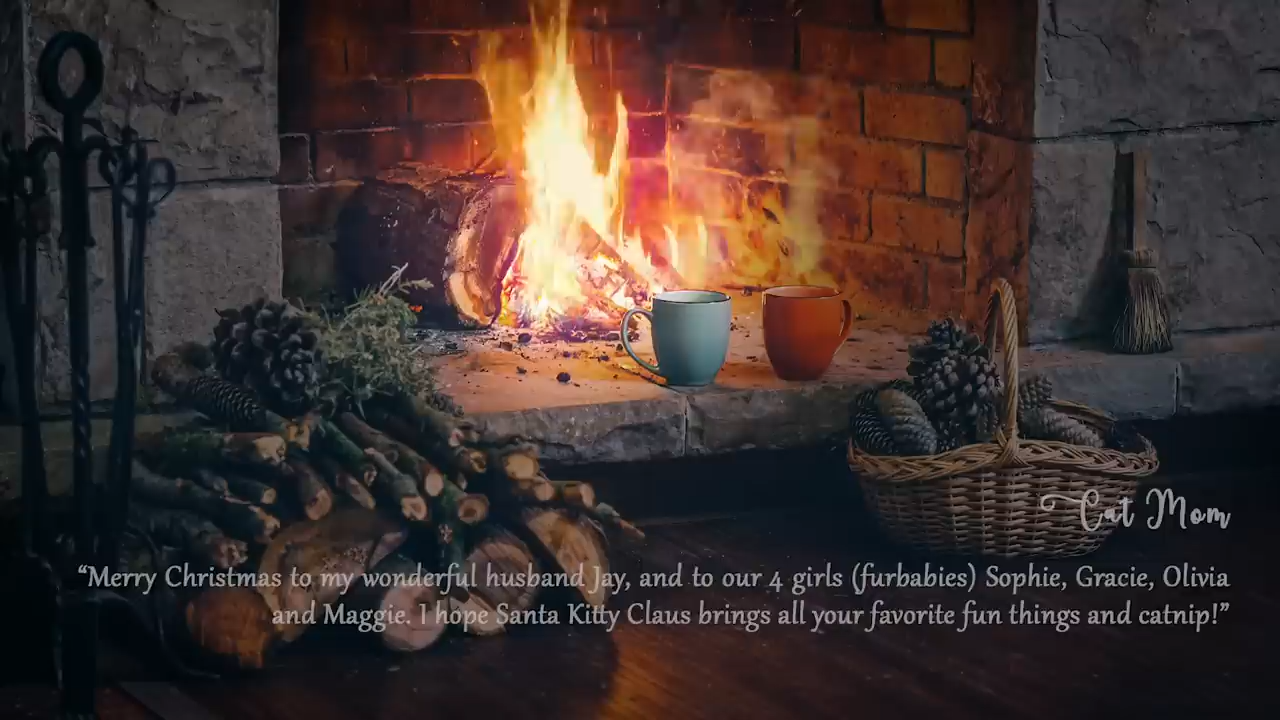 Cat Mom
“Merry Christmas to my wonderful husband Jay, and to our 4 girls (furbabies) Sophie, Gracie, Olivia
and Maggie. I hope Santa Kitty Claus brings all your favorite fun things and catnip!”